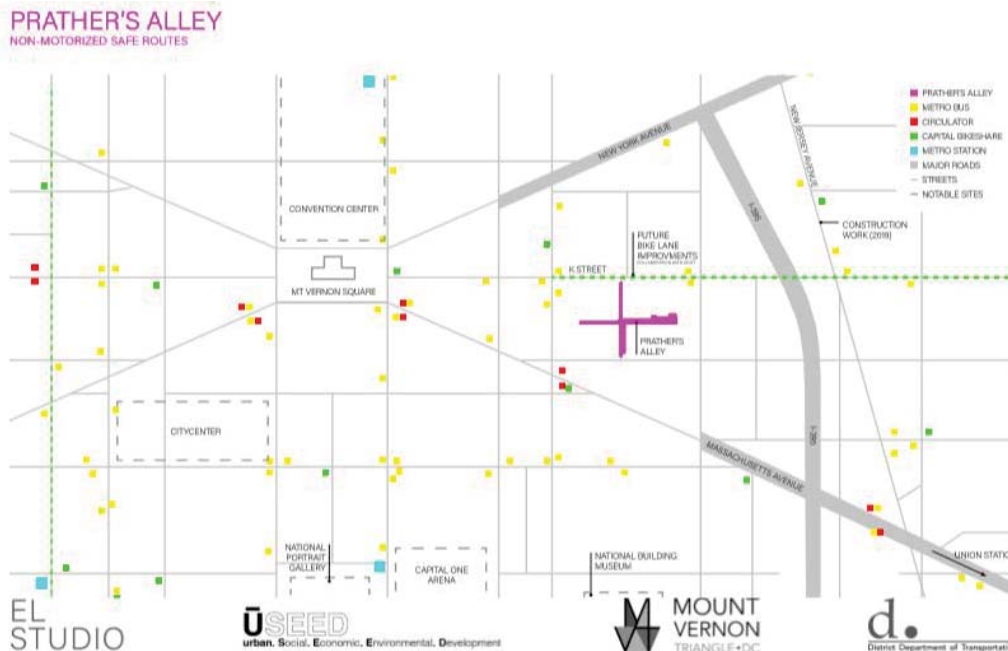 PRATHER'S ALLEY
NON-MOTORIZED SAFE ROUTES
PRATHER'S ALLEY
METRO BUS
CIRCULATOR
CAPITAL BIKESHARE
METRO STATION
MAJOR ROADS
STREETS
NOTABLE SITES
NEW YORK AVENUE
NEW JERSEY AVENUE
CONVENTION CENTER
I-395
CONSTRUCTION
WORK (2019)
FUTURE
BIKE LANE
IMPROVMENTS
K STREET
MT VERNON SQUARE
PRATHER'S
ALLEY
CITYCENTER
I-395
MASSACHUSETTS AVENUE
NATIONAL
PORTRAIT
GALLERY
CAPITAL ONE
ARENA
NATIONAL BUILDING
MUSEUM
UNION STATIO
EL
STUDIO
ŪSEED
urban. Social. Economic. Environmental. Development
MOUNT
VERNON
TRIANGLE•DC
d.
District Department of Transportati